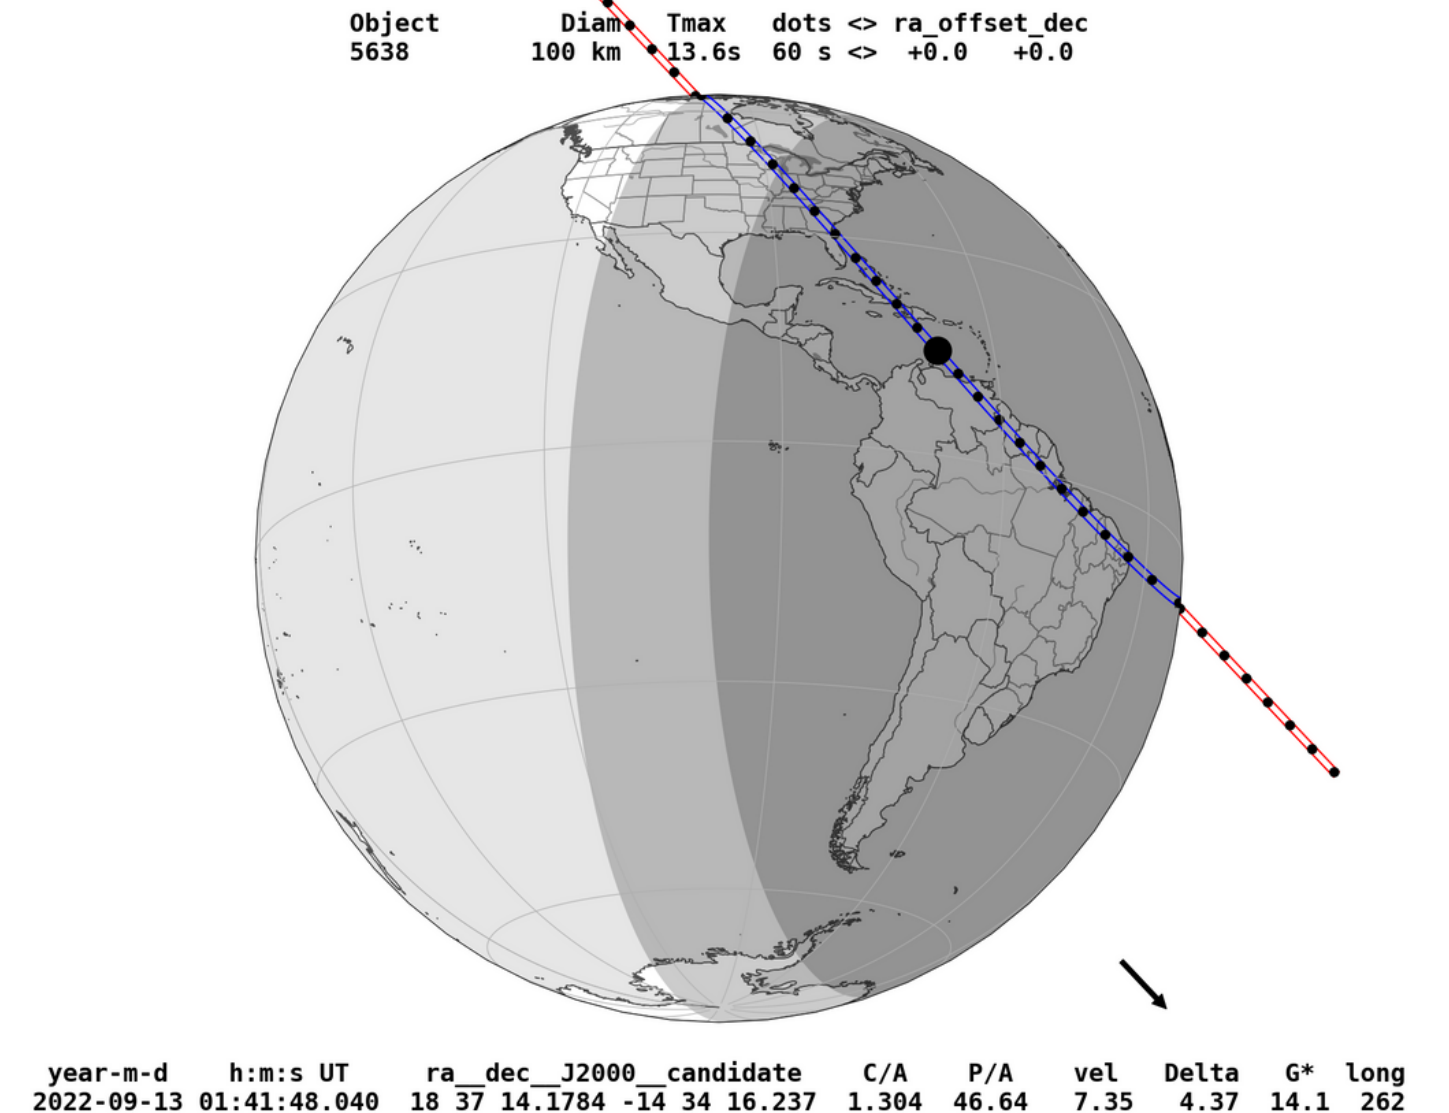 Object Diam Tmax dots <> ra_offset_dec
5638 100 km 13.6s 60 s <> +0.0 +0.0
year-m-d h:m:s UT ra__dec__J2000__candidate C/A P/A vel Delta G* long
2022-09-13 01:41:48.040 18 37 14.1784 -14 34 16.237 1.304 46.64 7.35 4.37 14.1 262